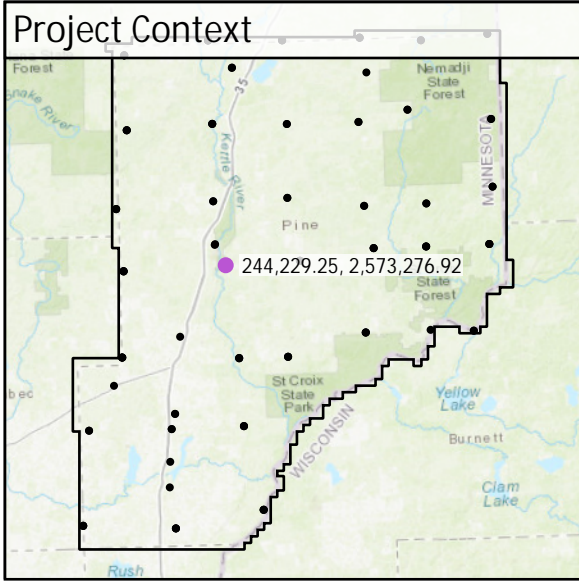 Project Context
Forest
Nemadji
State
Forest
Snake River
35
Kettle River
MINNESOTA
Pine
244,229.25, 2,573,276.92
State
Forest
St Croix
State
Park
bec
WISCONSIN
Yellow
Lake
Burnett
Clam
Lake
Rush